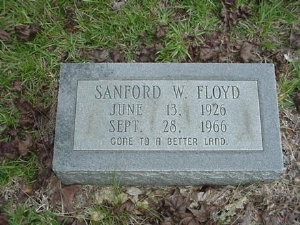 SANFORD W. FLOYD
JUNE 13, 1926
SEPT. 28, 1966
GONE TO A BETTER LAND.